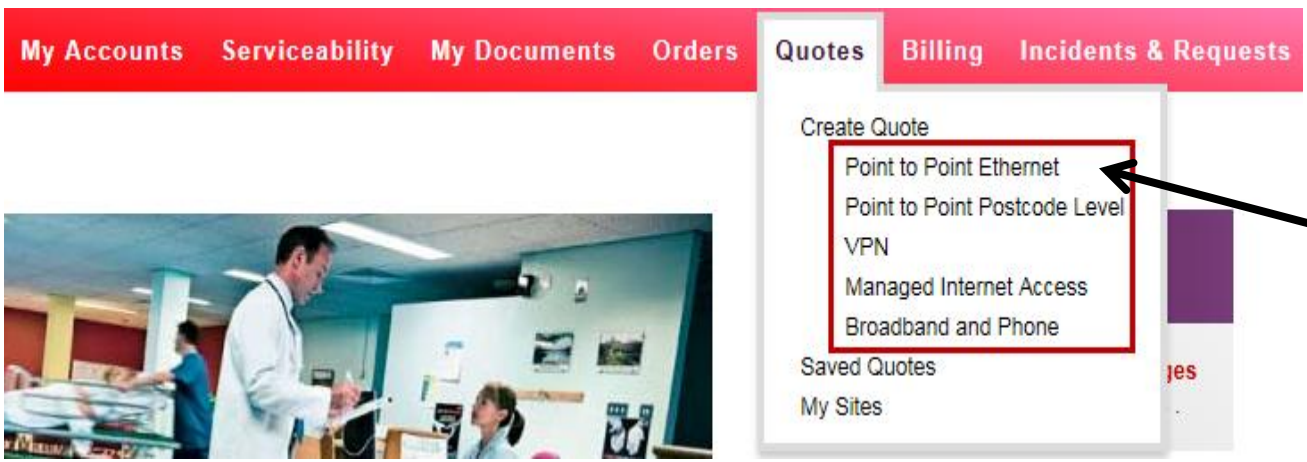 My Accounts Serviceability My Documents Orders Quotes Billing Incidents & Requests
Create Quote
Point to Point Ethernet
Point to Point Postcode Level
VPN
Managed Internet Access
Broadband and Phone
Saved Quotes
My Sites